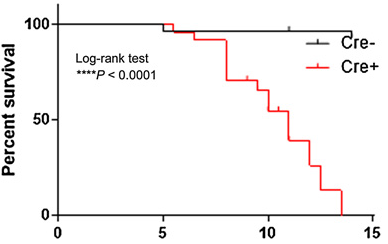 Percent survival
100
50
0
Log-rank test
****P < 0.0001
Cre-
Cre+
0
5
10
15